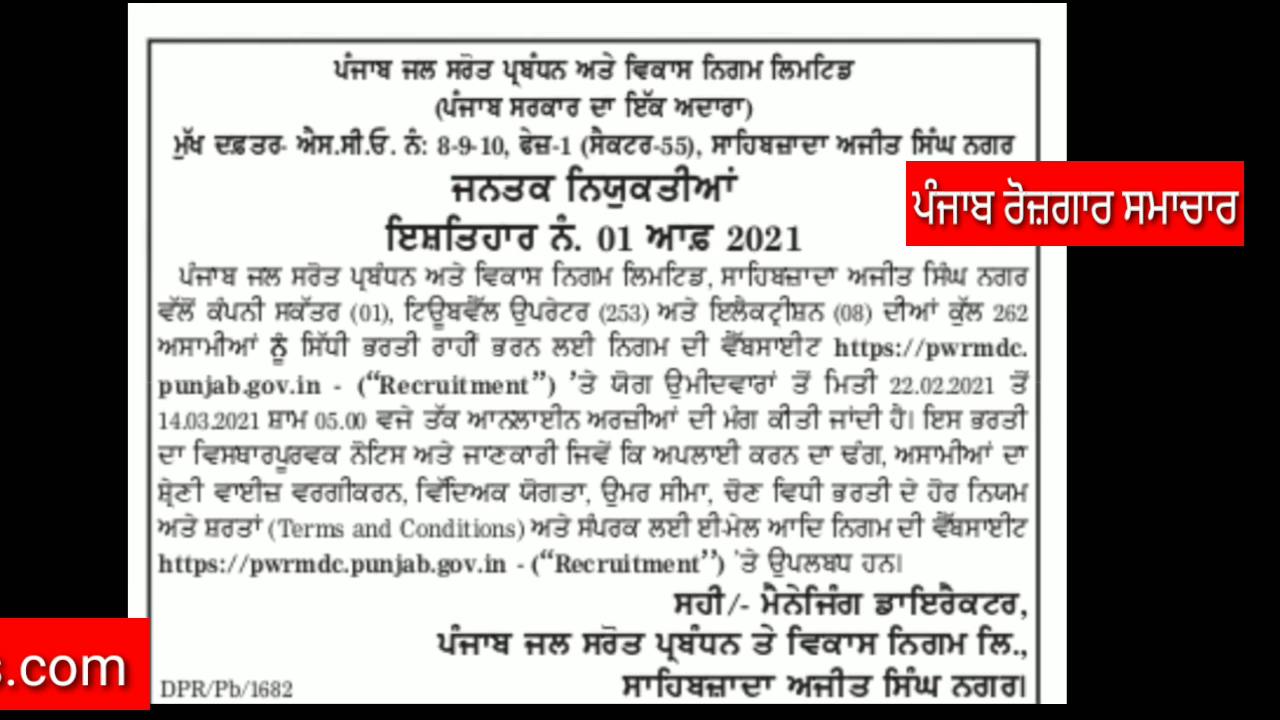 ਪੰਜਾਬ ਜਲ ਸਰੋਤ ਪ੍ਰਬੰਧਨ ਅਤੇ ਵਿਕਾਸ ਨਿਗਮ ਲਿਮਟਿਡ
(ਪੰਜਾਬ ਸਰਕਾਰ ਦਾ ਇੱਕ ਅਦਾਰਾ)
ਮੁੱਖ ਦਫ਼ਤਰ- ਐਸ.ਸੀ.ਓ. ਨੰ: 8-9-10, ਫੇਜ਼-1 (ਸੈਕਟਰ-55), ਸਾਹਿਬਜ਼ਾਦਾ ਅਜੀਤ ਸਿੰਘ ਨਗਰ
ਜਨਤਕ ਨਿਯੁਕਤੀਆਂ
ਪੰਜਾਬ ਰੋਜ਼ਗਾਰ ਸਮਾਚਾਰ
ਇਸ਼ਤਿਹਾਰ ਨੰ. 01 ਆਫ਼ 2021
ਪੰਜਾਬ ਜਲ ਸਰੋਤ ਪ੍ਰਬੰਧਨ ਅਤੇ ਵਿਕਾਸ ਨਿਗਮ ਲਿਮਟਿਡ, ਸਾਹਿਬਜ਼ਾਦਾ ਅਜੀਤ ਸਿੰਘ ਨਗਰ
ਵੱਲੋਂ ਕੰਪਨੀ ਸਕੱਤਰ (01), ਟਿਊਬਵੈੱਲ ਉਪਰੇਟਰ (253) ਅਤੇ ਇਲੈਕਟ੍ਰੀਸ਼ਨ (08) ਦੀਆਂ ਕੁੱਲ 262
ਅਸਾਮੀਆਂ ਨੂੰ ਸਿੱਧੀ ਭਰਤੀ ਰਾਹੀਂ ਭਰਨ ਲਈ ਨਿਗਮ ਦੀ ਵੈੱਬਸਾਈਟ https://pwrmdc.
punjab.gov.in - (“Recruitment”) ’ਤੇ ਯੋਗ ਉਮੀਦਵਾਰਾਂ ਤੋਂ ਮਿਤੀ 22.02.2021 ਤੋਂ
14.03.2021 ਸ਼ਾਮ 05.00 ਵਜੇ ਤੱਕ ਆਨਲਾਈਨ ਅਰਜ਼ੀਆਂ ਦੀ ਮੰਗ ਕੀਤੀ ਜਾਂਦੀ ਹੈ। ਇਸ ਭਰਤੀ
ਦਾ ਵਿਸਥਾਰਪੂਰਵਕ ਨੋਟਿਸ ਅਤੇ ਜਾਣਕਾਰੀ ਜਿਵੇਂ ਕਿ ਅਪਲਾਈ ਕਰਨ ਦਾ ਢੰਗ, ਅਸਾਮੀਆਂ ਦਾ
ਸ਼੍ਰੇਣੀ ਵਾਈਜ਼ ਵਰਗੀਕਰਨ, ਵਿੱਦਿਅਕ ਯੋਗਤਾ, ਉਮਰ ਸੀਮਾ, ਚੋਣ ਵਿਧੀ ਭਰਤੀ ਦੇ ਹੋਰ ਨਿਯਮ
ਅਤੇ ਸ਼ਰਤਾਂ (Terms and Conditions) ਅਤੇ ਸੰਪਰਕ ਲਈ ਈ-ਮੇਲ ਆਦਿ ਨਿਗਮ ਦੀ ਵੈੱਬਸਾਈਟ
https://pwrmdc.punjab.gov.in - (“Recruitment”) ’ਤੇ ਉਪਲਬਧ ਹਨ।
ਸਹੀ/- ਮੈਨੇਜਿੰਗ ਡਾਇਰੈਕਟਰ,
ਪੰਜਾਬ ਜਲ ਸਰੋਤ ਪ੍ਰਬੰਧਨ ਤੇ ਵਿਕਾਸ ਨਿਗਮ ਲਿ.,
ਸਾਹਿਬਜ਼ਾਦਾ ਅਜੀਤ ਸਿੰਘ ਨਗਰ।
s.com
DPR/Pb/1682